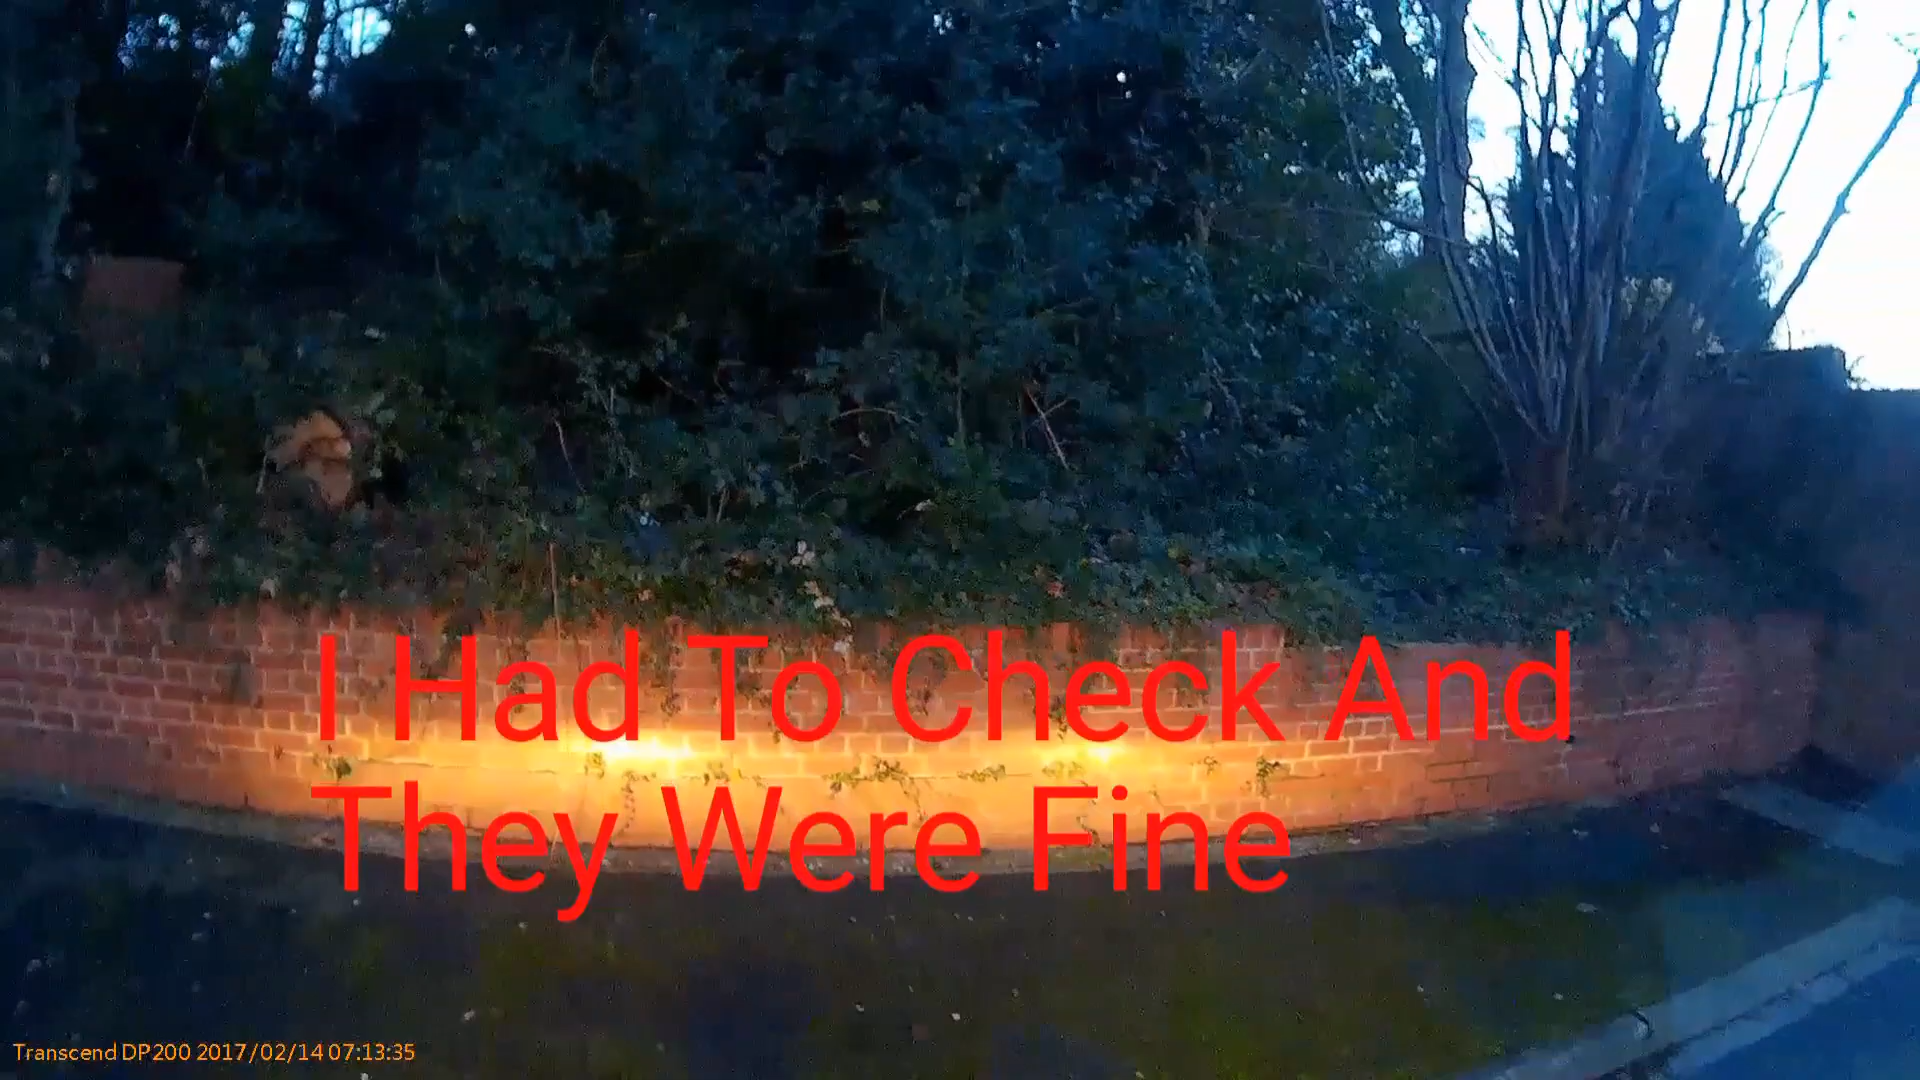 I Had To Check And
They Were Fine
Transcend DP200 2017/02/14 07:13:35